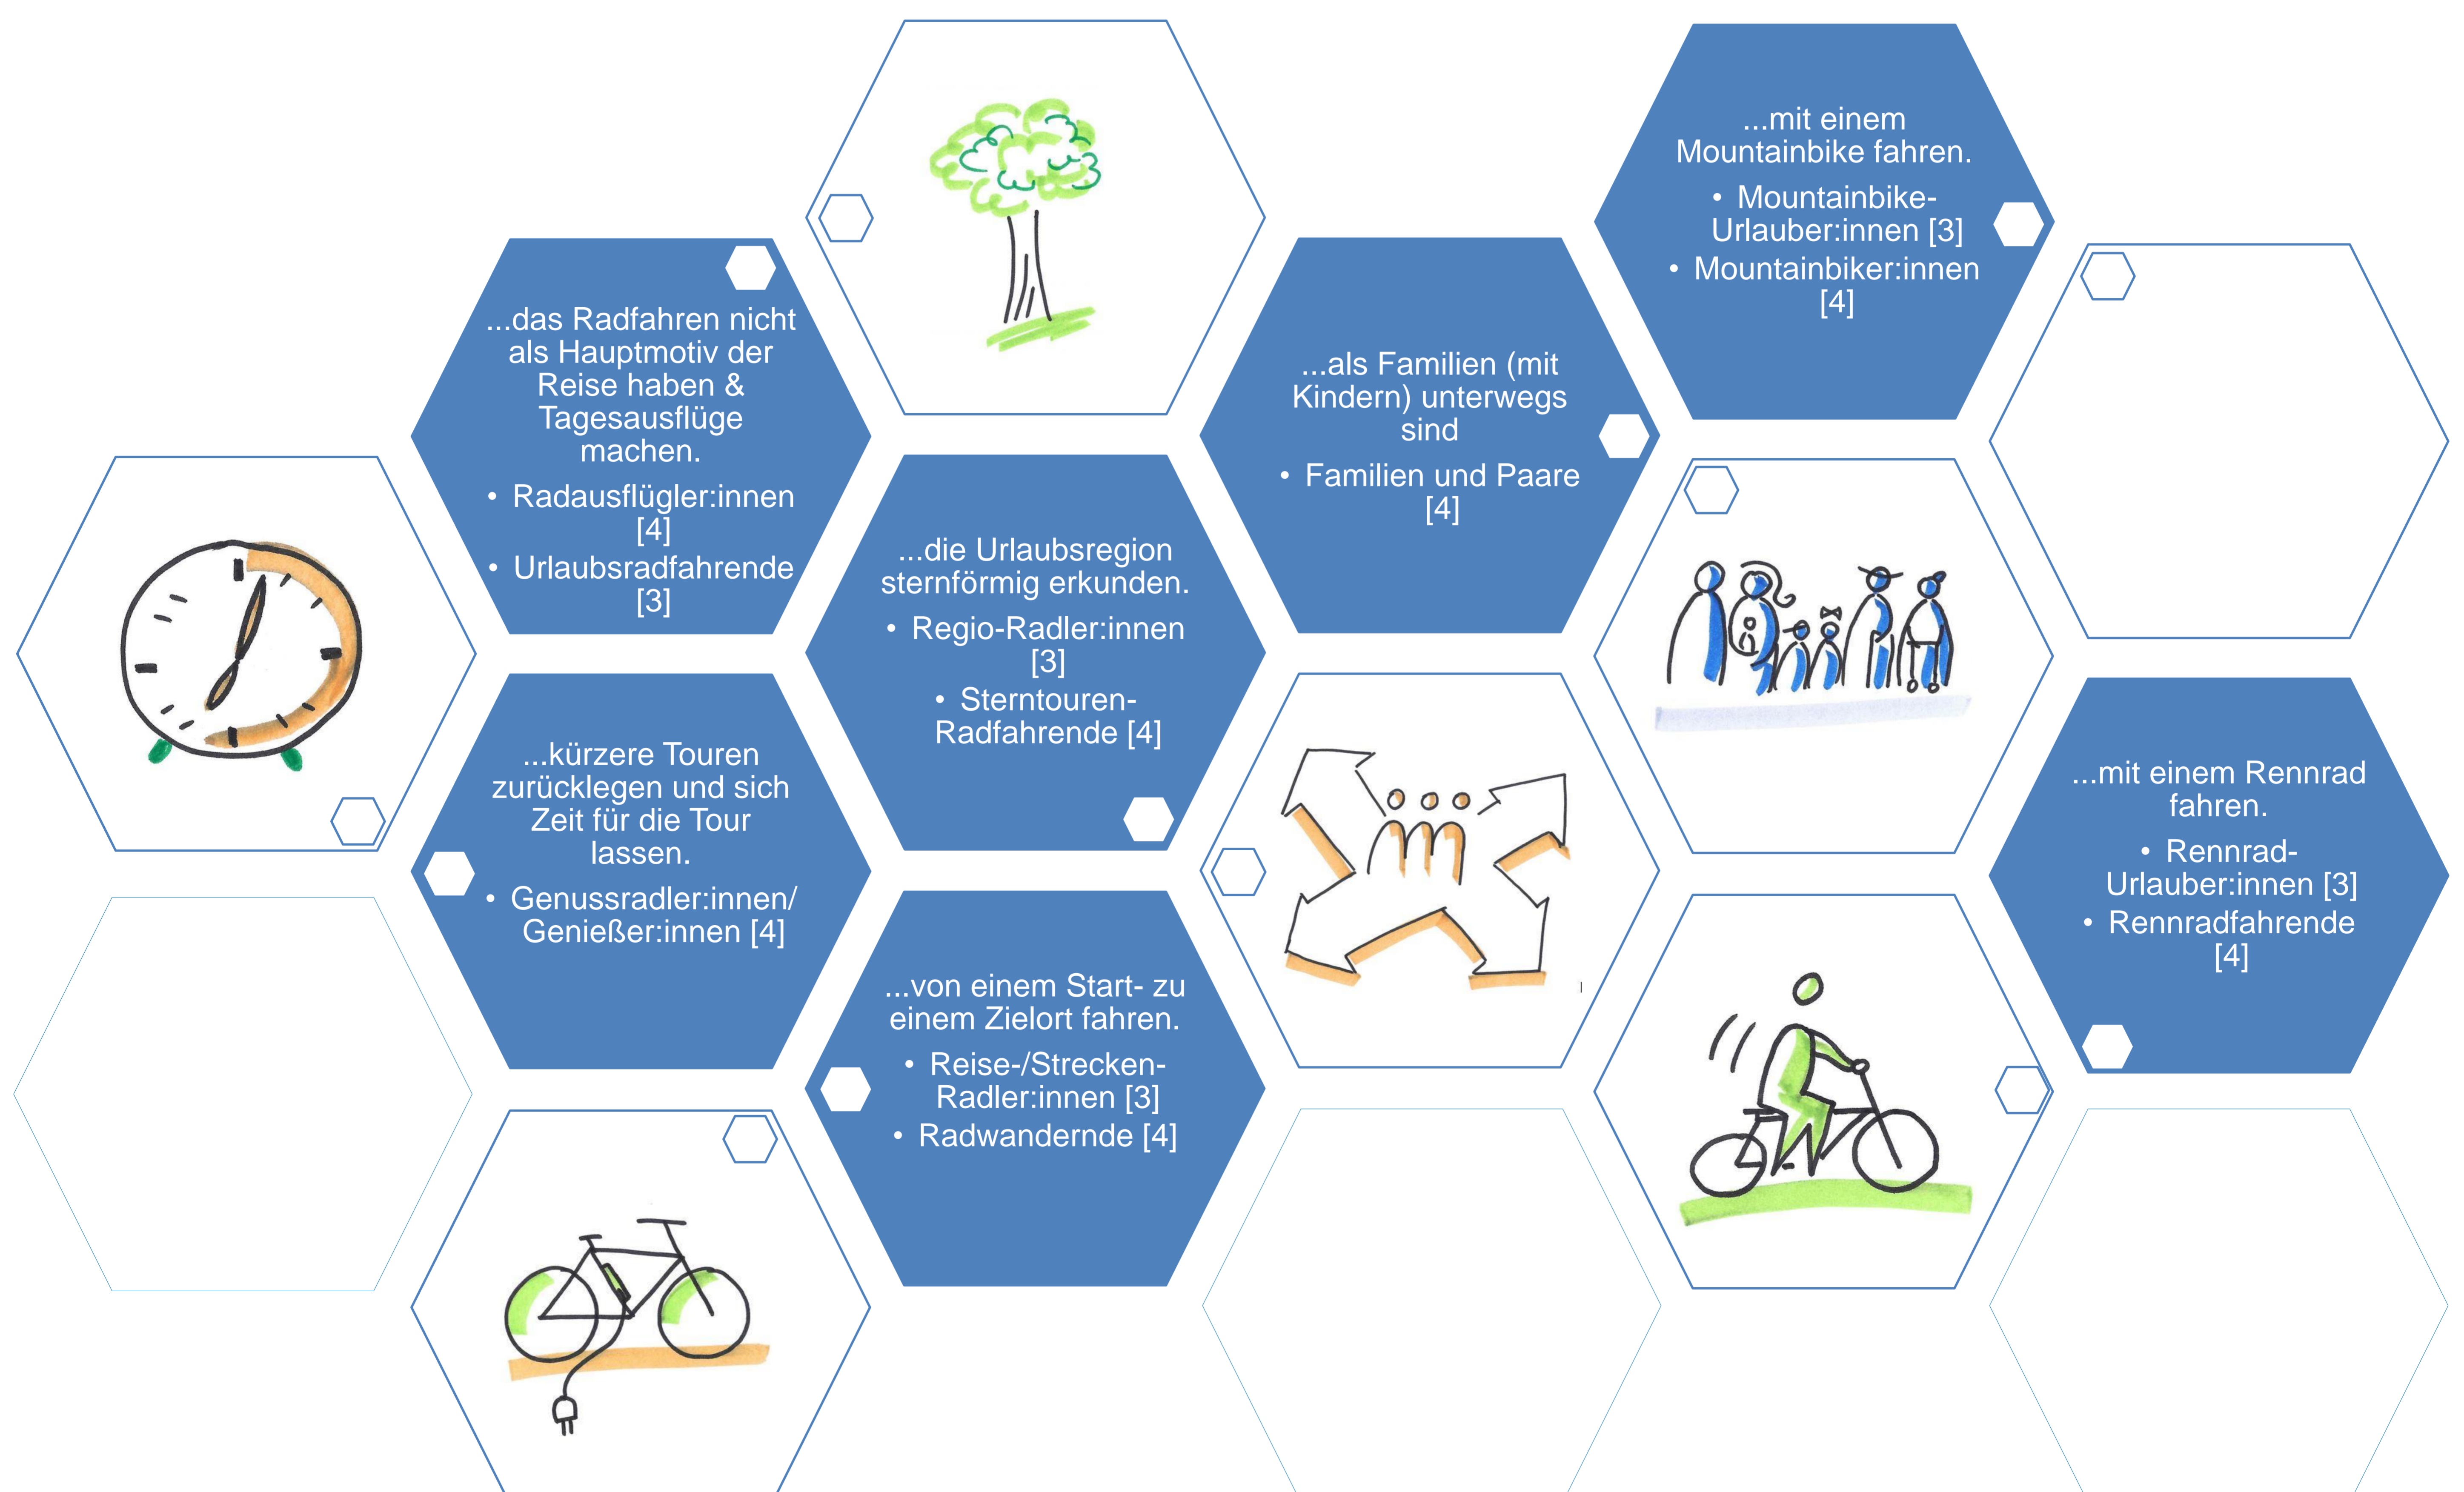 ...das Radfahren nicht
als Hauptmotiv der
Reise haben &
Tagesausflüge
machen.
• Radausflügler:innen
[4]
• Urlaubsradfahrende
[3]
...kürzere Touren
zurücklegen und sich
Zeit für die Tour
lassen.
• Genussradler:innen/
Genießer:innen [4]
...die Urlaubsregion
sternförmig erkunden.
• Regio-Radler:innen
[3]
• Sterntouren-
Radfahrende [4]
...von einem Start- zu
einem Zielort fahren.
• Reise-/Strecken-
Radler:innen [3]
• Radwandernde [4]
...als Familien (mit
Kindern) unterwegs
sind
• Familien und Paare
[4]
...mit einem
Mountainbike fahren.
• Mountainbike-
Urlauber:innen [3]
• Mountainbiker:innen
[4]
...mit einem Rennrad
fahren.
• Rennrad-
Urlauber:innen [3]
• Rennradfahrende
[4]